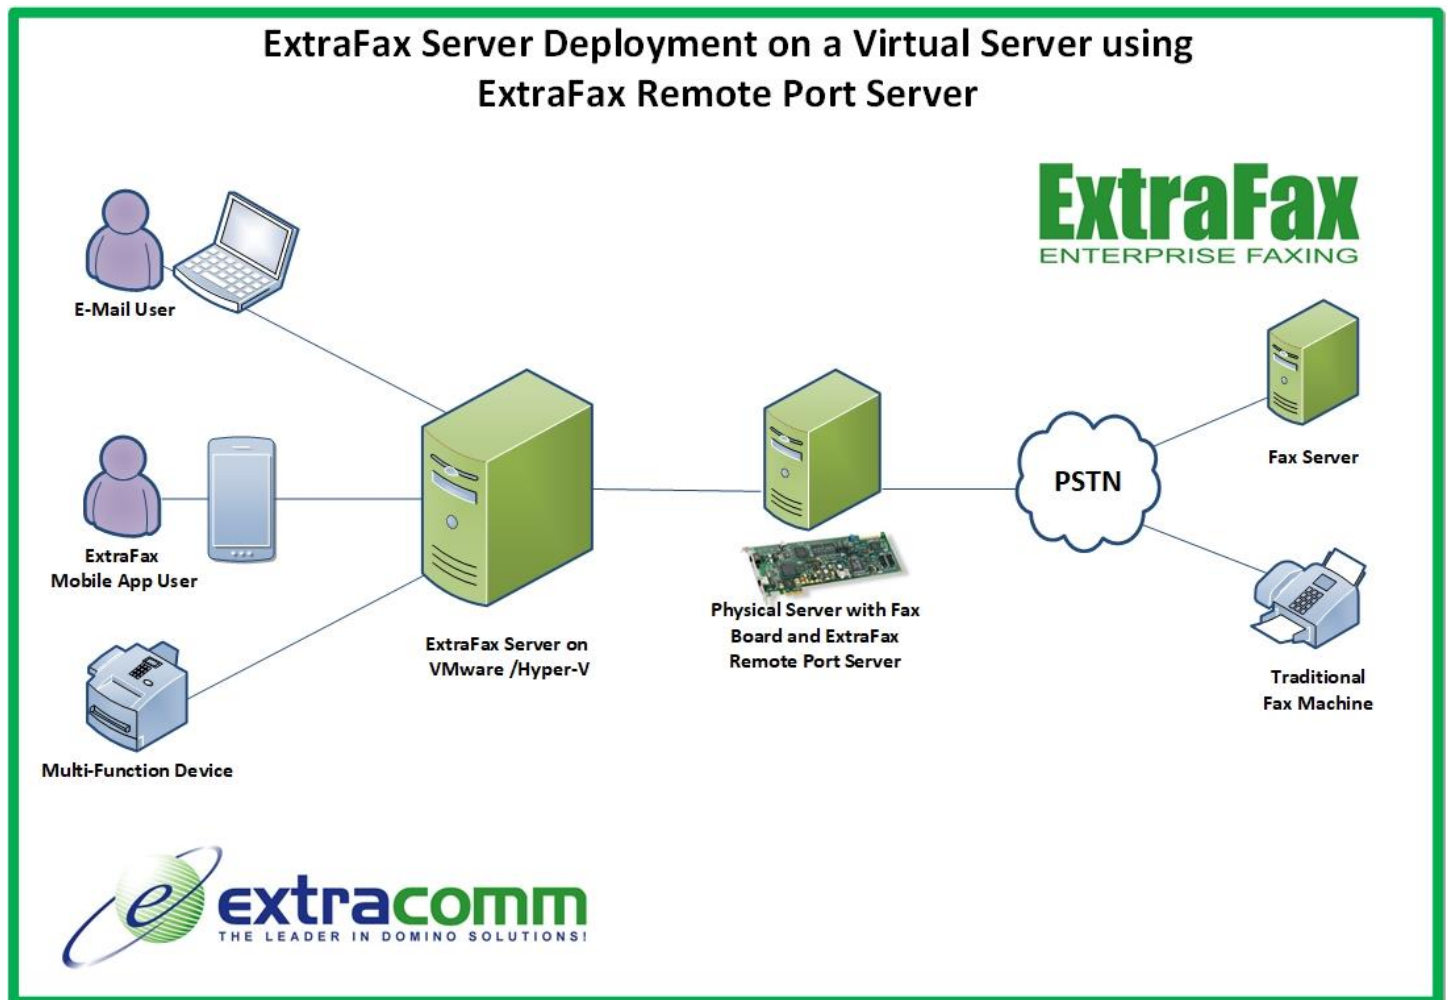 ExtraFax Server Deployment on a Virtual Server using
ExtraFax Remote Port Server
ExtraFax
ENTERPRISE FAXING
E-Mail User
ExtraFax
Mobile App User
Multi-Function Device
ExtraFax Server on
VMware /Hyper-V
Physical Server with Fax
Board and ExtraFax
Remote Port Server
PSTN
Fax Server
Traditional
Fax Machine
e
extracomm
THE LEADER IN DOMINO SOLUTIONS!